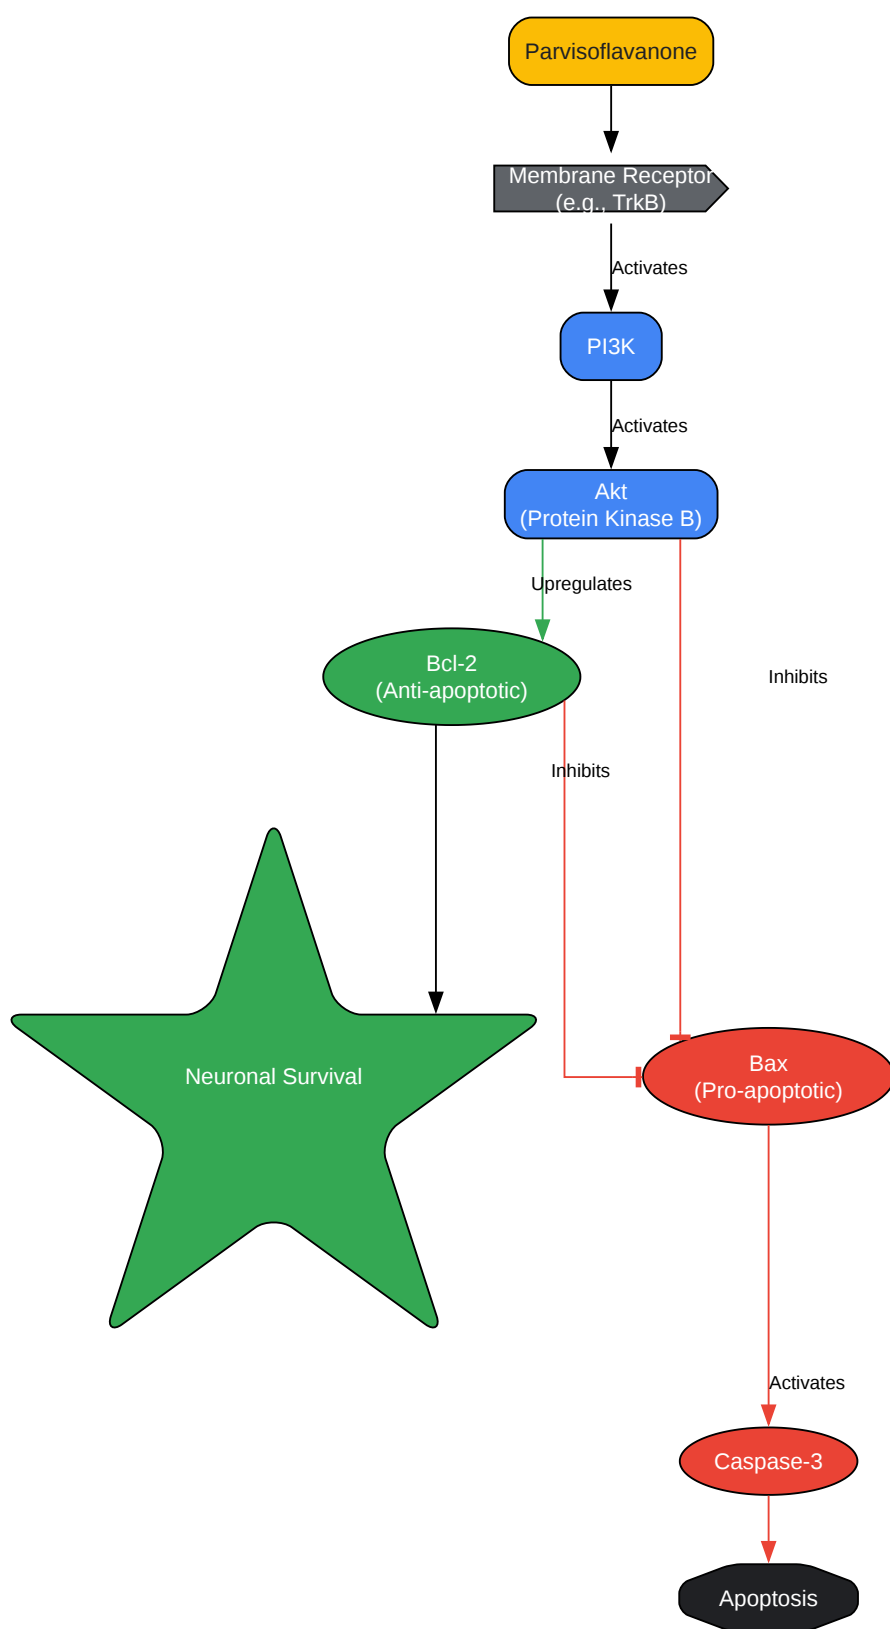 Parvisoflavanone
Membrane Receptor
(e.g., TrkB)
Activates
PI3K
Activates
Akt
(Protein Kinase B)
Upregulates
Bcl-2
(Anti-apoptotic)
Inhibits
Inhibits
Neuronal Survival
Bax
(Pro-apoptotic)
Activates
Caspase-3
Apoptosis